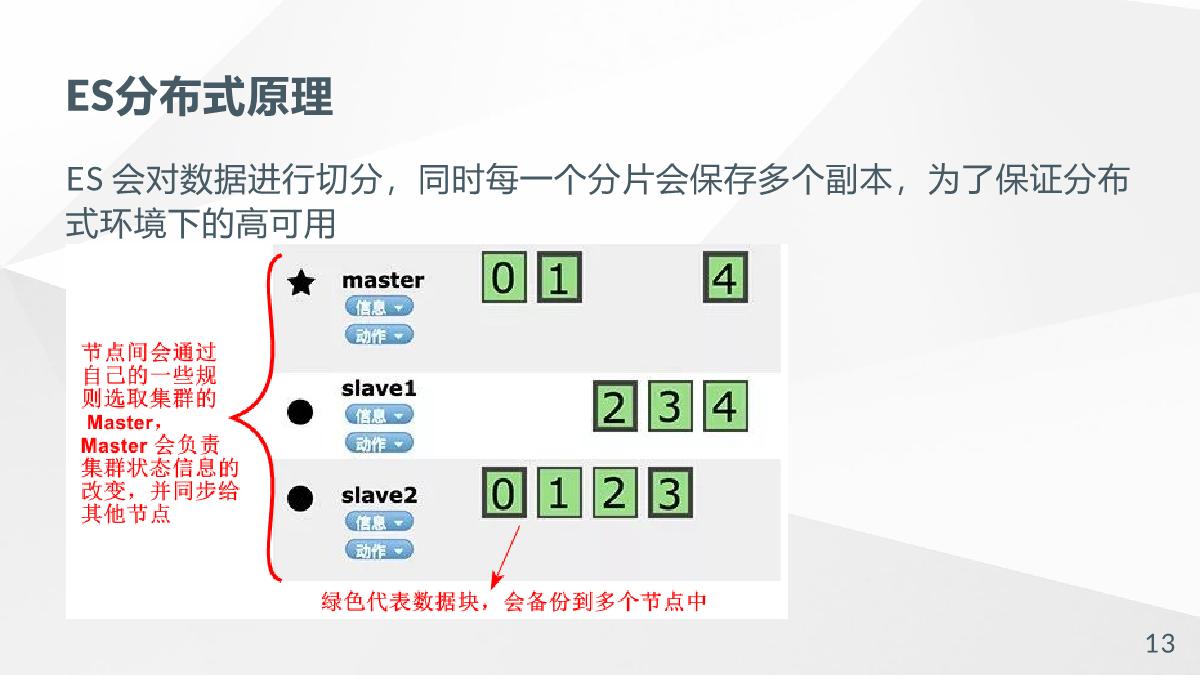 ES分布式原理
ES 会对数据进行切分，同时每一个分片会保存多个副本，为了保证分布
式环境下的高可用
master
0 1 4
信息
动作
节点间会通过
自己的一些规
则选取集群的
Master，
Master 会负责
集群状态信息的
改变，并同步给
其他节点
slave1
2 3 4
信息
动作
slave2
0 1 2 3
信息
动作
绿色代表数据块，会备份到多个节点中
13